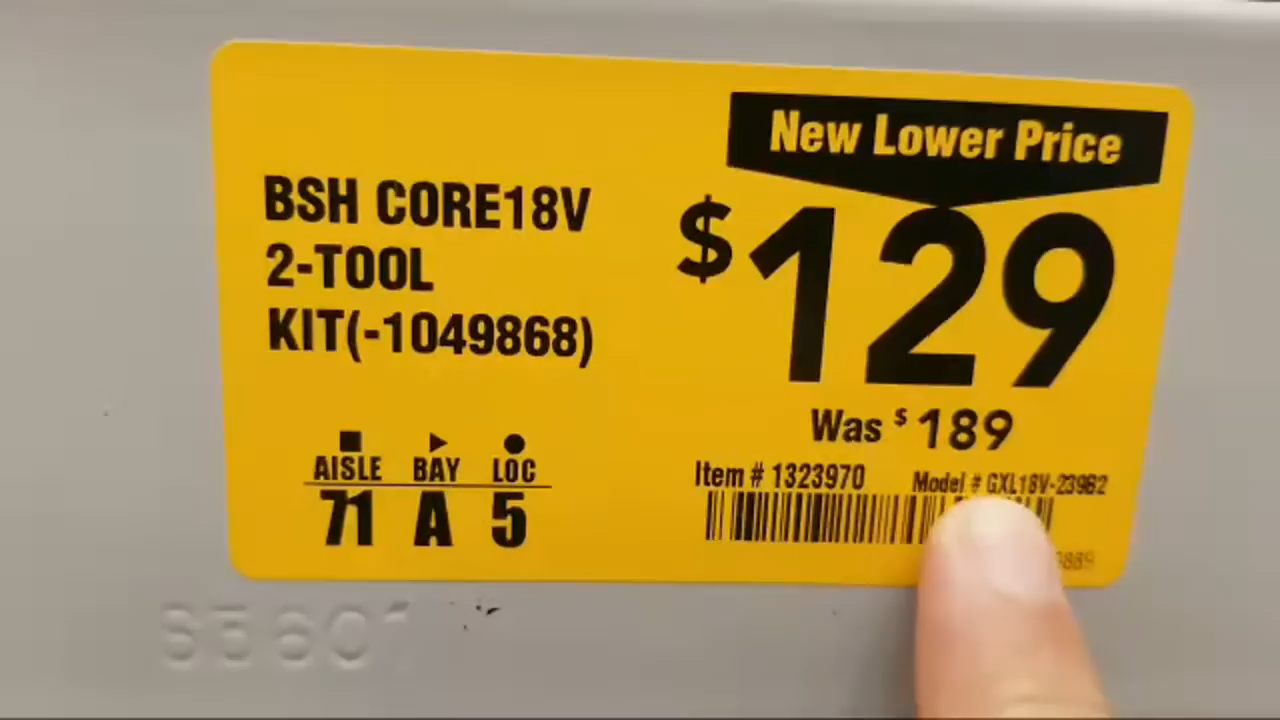 New Lower Price
BSH CORE18V
2-TOOL
KIT(-1049868)
$129
Was $189
Item # 1323970 Model # GXL18V-239B2
AISLE BAY LOC
71 A 5